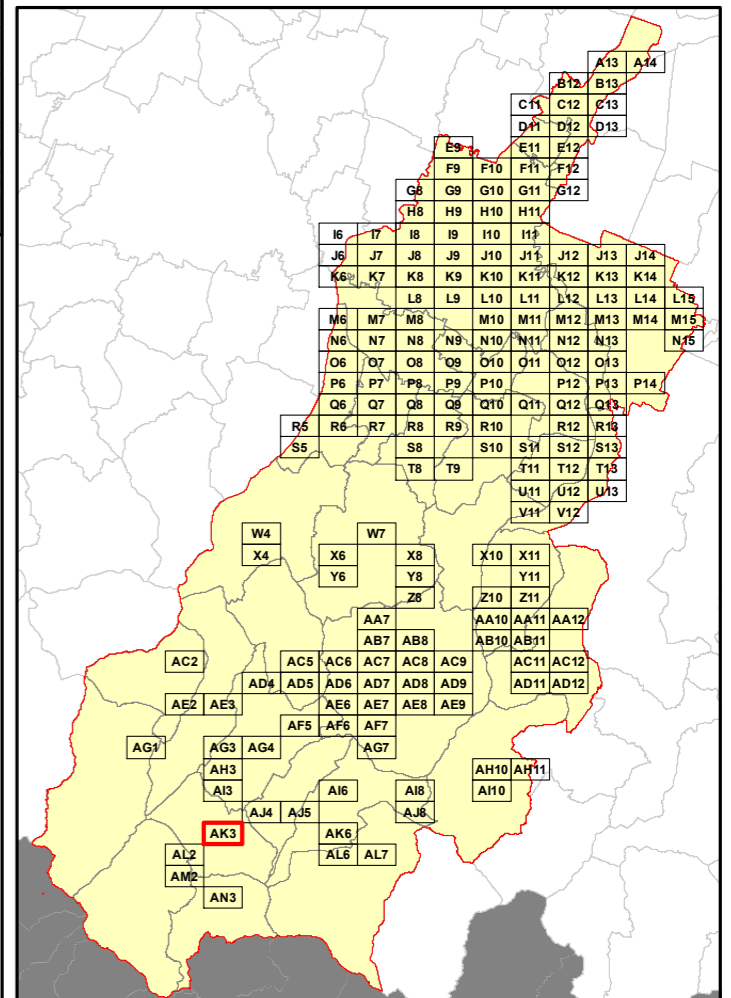 A13 A14
B12 B13
C11 C12 C13
D11 D12 D13
E9 E11 E12
F9 F10 F11 F12
G8 G9 G10 G11 G12
H8 H9 H10 H11
I6 I7 I8 I9 I10 I11
J6 J7 J8 J9 J10 J11 J12 J13 J14
K6 K7 K8 K9 K10 K11 K12 K13 K14
L8 L9 L10 L11 L12 L13 L14 L15
M6 M7 M8 M10 M11 M12 M13 M14 M15
N6 N7 N8 N9 N10 N11 N12 N13 N15
O6 O7 O8 O9 O10 O11 O12 O13
P6 P7 P8 P9 P10 P12 P13 P14
Q6 Q7 Q8 Q9 Q10 Q11 Q12 Q13
R5 R6 R7 R8 R9 R10 R12 R13
S5 S8 S10 S11 S12 S13
T8 T9 T11 T12 T13
U11 U12 U13
V11 V12
W4 W7
X4 X6 X8 X10 X11
Y6 Y8 Y11
Z8 Z10 Z11
AA7 AA10 AA11 AA12
AB7 AB8 AB10 AB11
AC2 AC5 AC6 AC7 AC8 AC9 AC11 AC12
AD4 AD5 AD6 AD7 AD8 AD9 AD11 AD12
AE2 AE3 AE6 AE7 AE8 AE9
AF5 AF6 AF7
AG1 AG3 AG4 AG7
AH3 AH10 AH11
AI3 AI6 AI8 AI10
AJ4 AJ5 AJ8
AK3 AK6
AL2 AL6 AL7
AM2
AN3